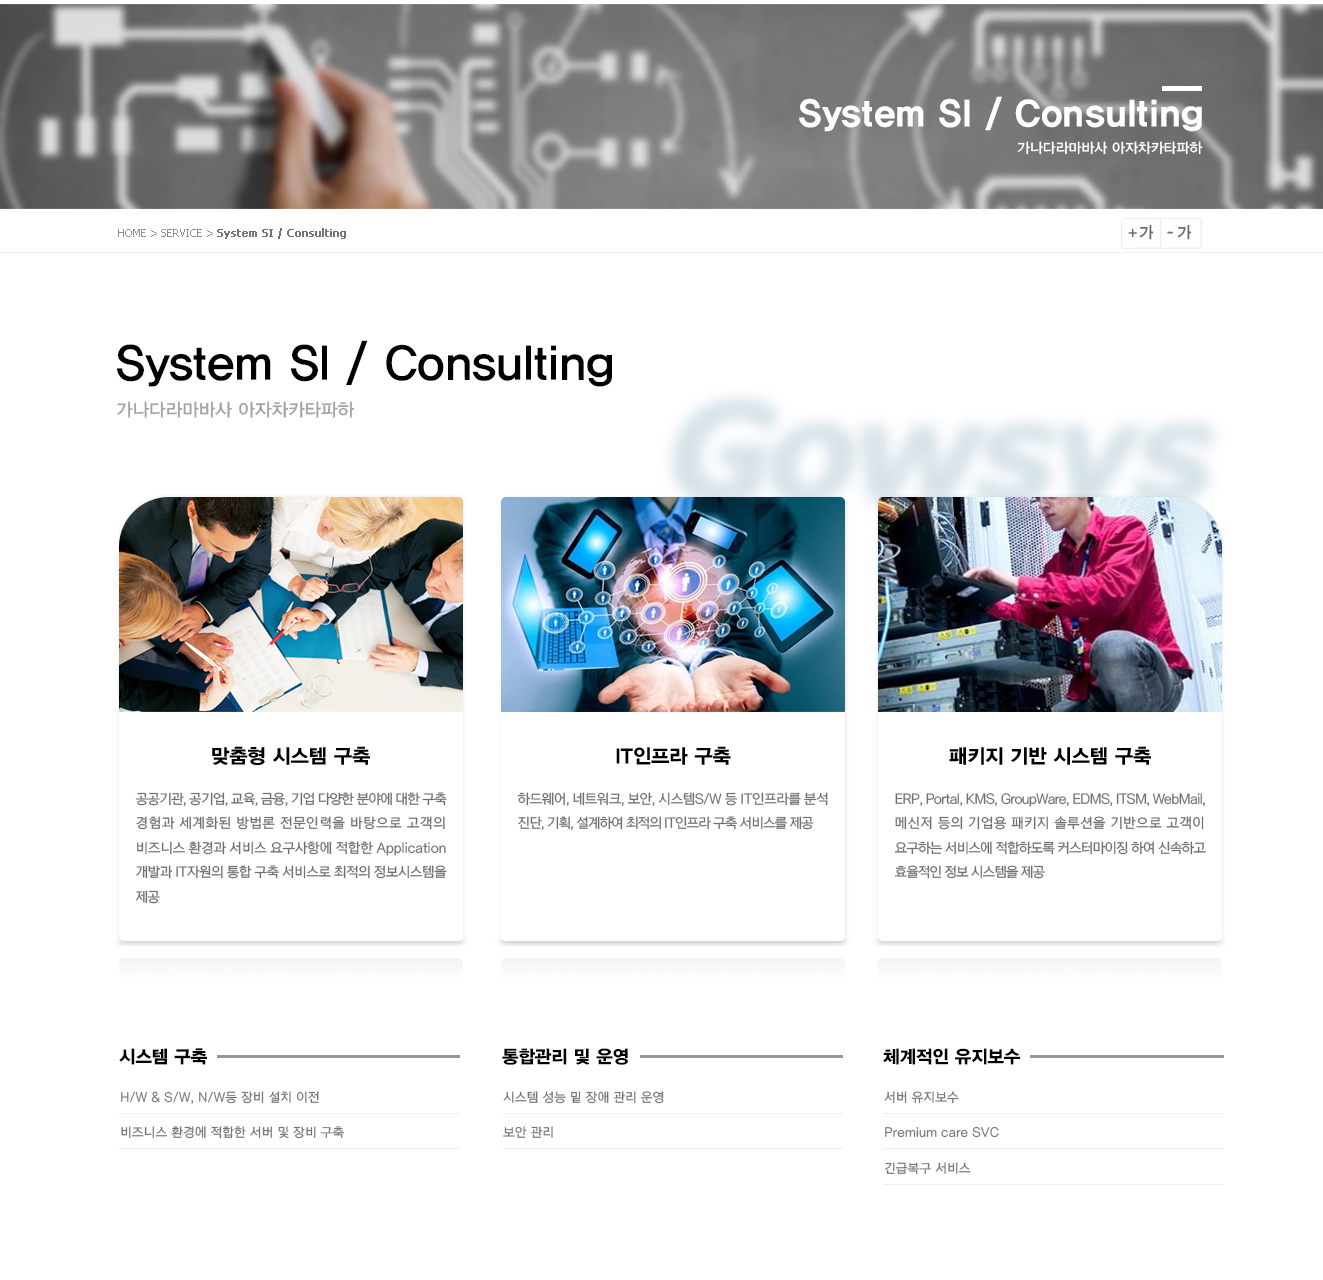 System SI / Consulting
가나다라마바사 아자차카타파하
HOME > SERVICE > System SI / Consulting
+가 - 가
System SI / Consulting
가나다라마바사 아자차카타파하
Gowsys
맞춤형 시스템 구축
공공기관, 공기업, 교육, 금융, 기업 다양한 분야에 대한 구축
경험과 세계화된 방법론 전문인력을 바탕으로 고객의
비즈니스 환경과 서비스 요구사항에 적합한 Application
개발과 IT자원의 통합 구축 서비스로 최적의 정보시스템을
제공
IT인프라 구축
하드웨어, 네트워크, 보안, 시스템S/W 등 IT인프라를 분석
진단, 기획, 설계하여 최적의 IT인프라 구축 서비스를 제공
패키지 기반 시스템 구축
ERP, Portal, KMS, GroupWare, EDMS, ITSM, WebMail,
메신저 등의 기업용 패키지 솔루션을 기반으로 고객이
요구하는 서비스에 적합하도록 커스터마이징 하여 신속하고
효율적인 정보 시스템을 제공
시스템 구축
H/W & S/W, N/W등 장비 설치 이전
비즈니스 환경에 적합한 서버 및 장비 구축
통합관리 및 운영
시스템 성능 밑 장애 관리 운영
보안 관리
체계적인 유지보수
서버 유지보수
Premium care SVC
긴급복구 서비스